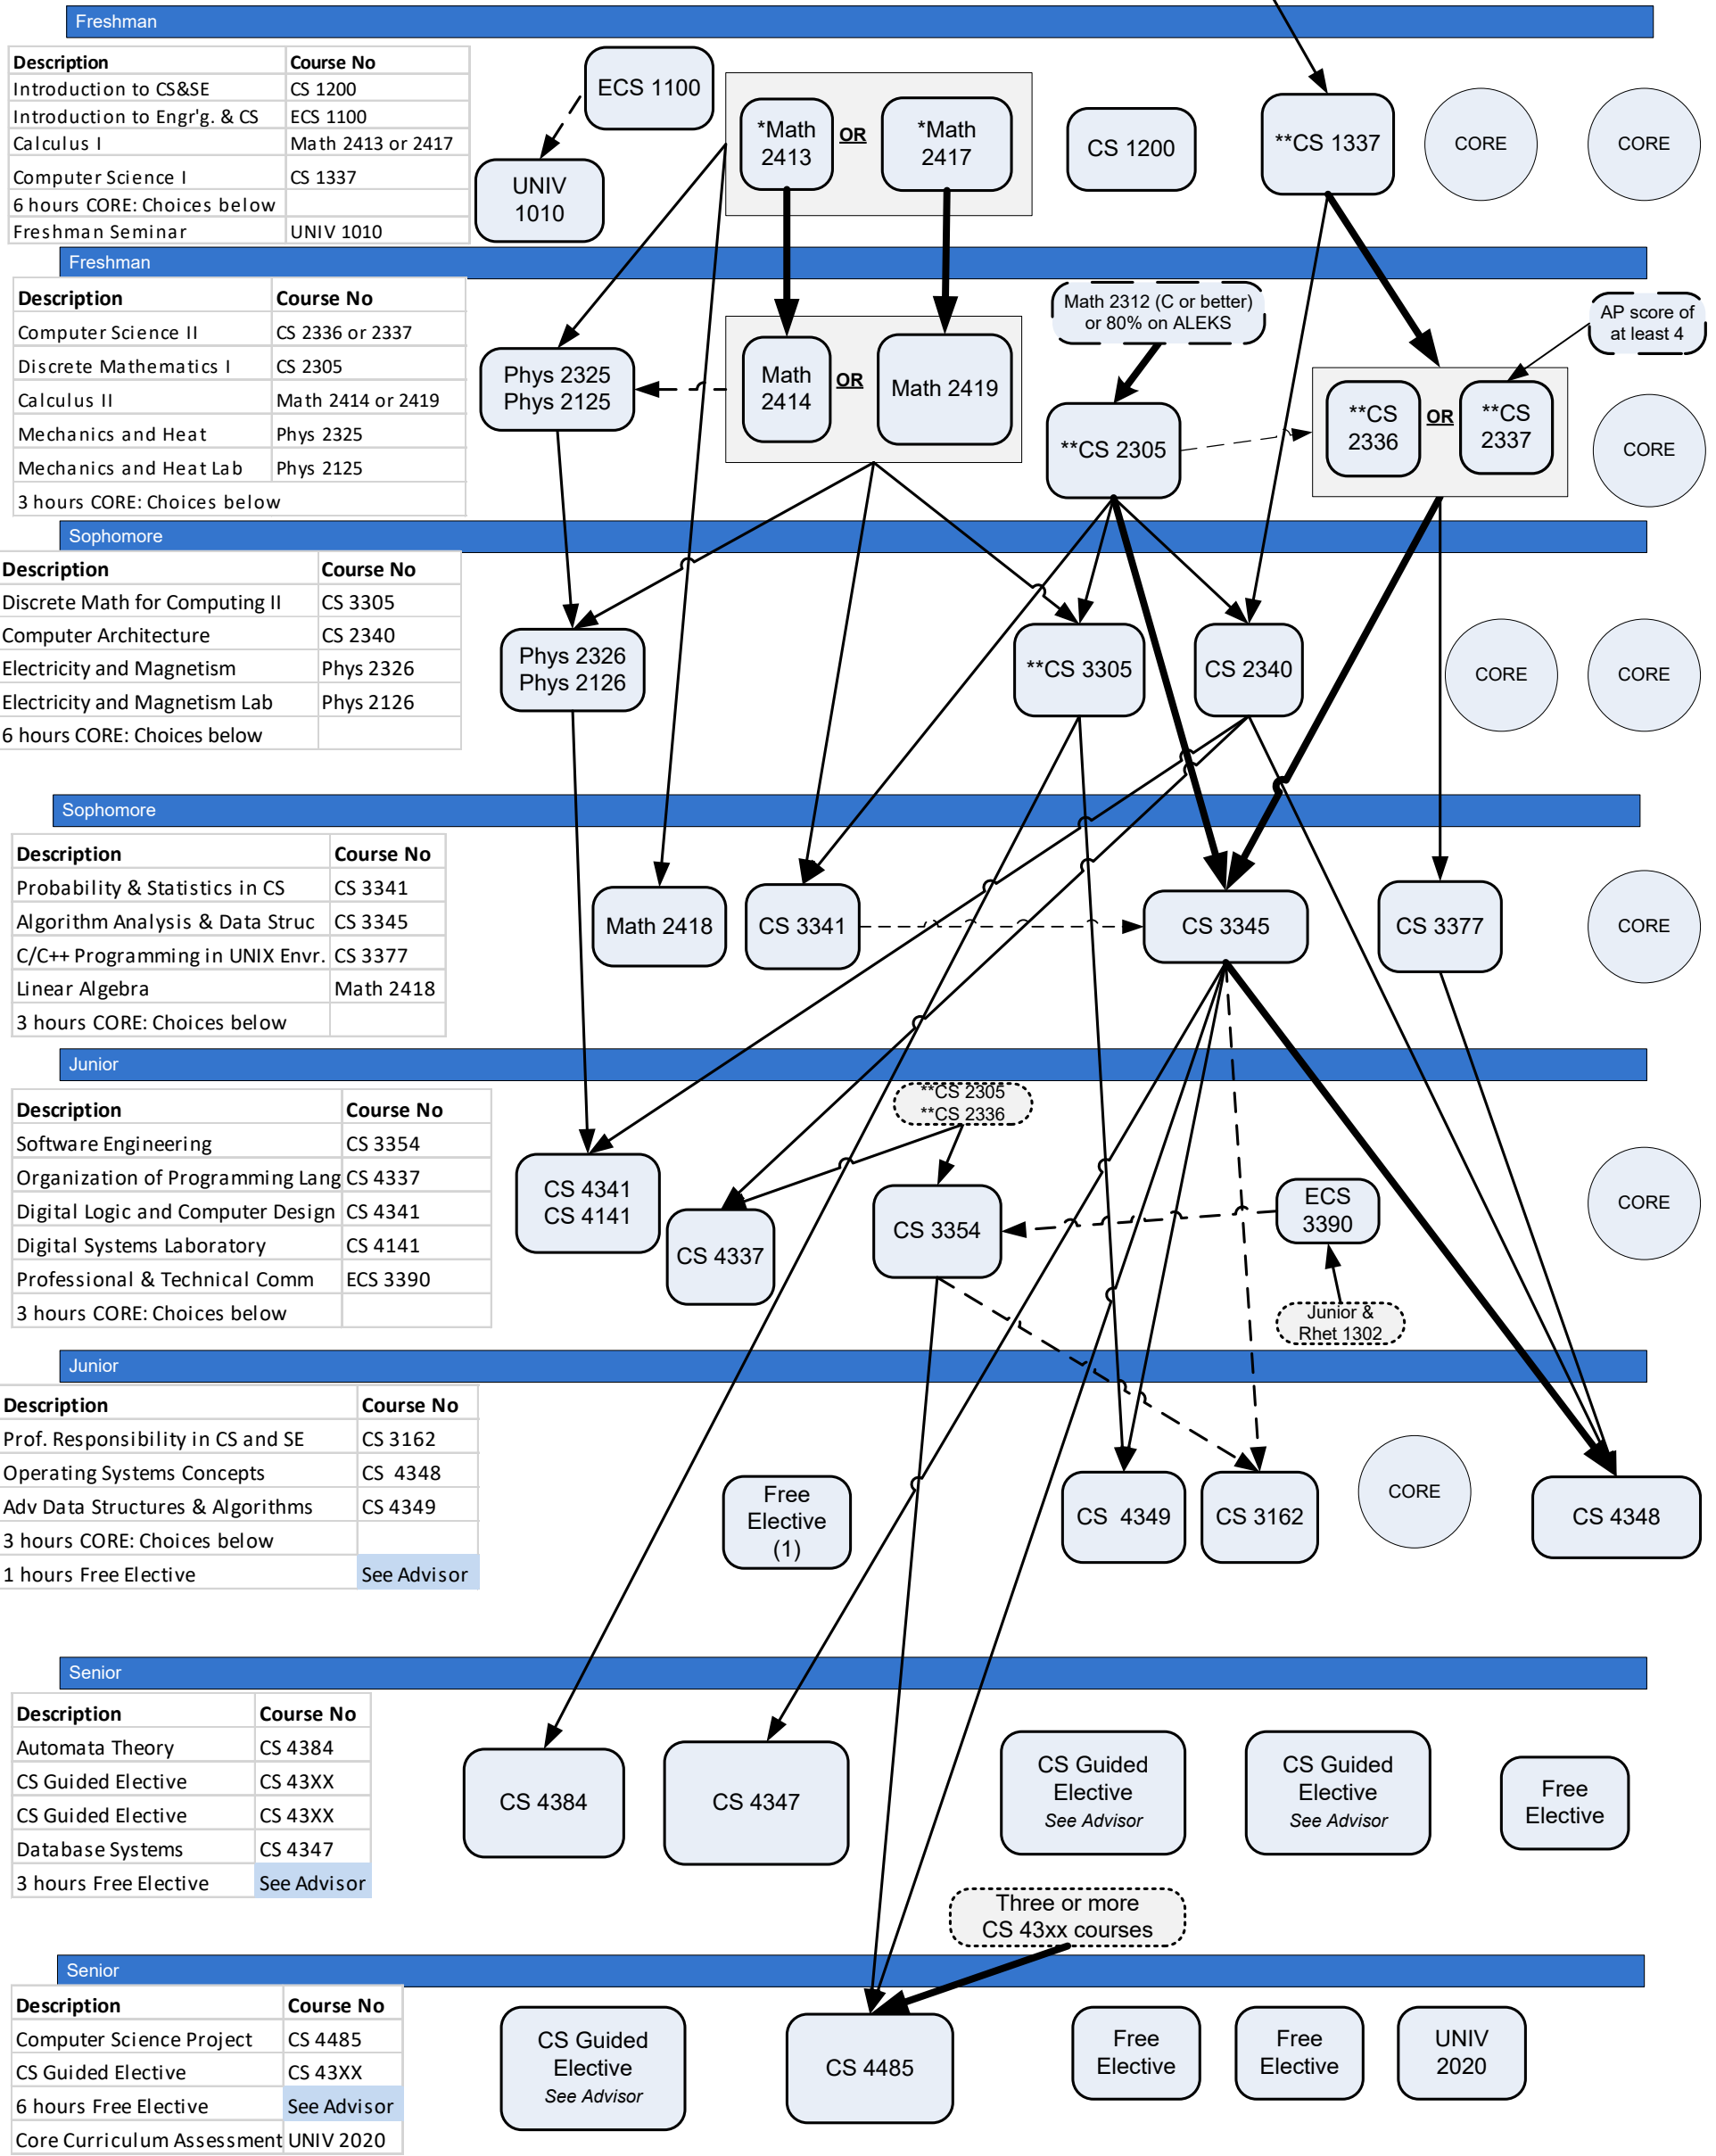 Freshman
Description Course No
Introduction to CS&SE CS 1200
Introduction to Engr'g. & CS ECS 1100
Calculus I Math 2413 or 2417
Computer Science I CS 1337
6 hours CORE: Choices below
Freshman Seminar UNIV 1010
ECS 1100
UNIV
1010
*Math
2413
OR
*Math
2417
CS 1200
**CS 1337
CORE
CORE
Freshman
Description Course No
Computer Science II CS 2336 or 2337
Discrete Mathematics I CS 2305
Calculus II Math 2414 or 2419
Mechanics and Heat Phys 2325
Mechanics and Heat Lab Phys 2125
3 hours CORE: Choices below
Phys 2325
Phys 2125
Math
2414
OR
Math 2419
Math 2312 (C or better)
or 80% on ALEKS
**CS 2305
AP score of
at least 4
**CS
2336
OR
**CS
2337
CORE
Sophomore
Description Course No
Discrete Math for Computing II CS 3305
Computer Architecture CS 2340
Electricity and Magnetism Phys 2326
Electricity and Magnetism Lab Phys 2126
6 hours CORE: Choices below
Phys 2326
Phys 2126
**CS 3305
CS 2340
CORE
CORE
Sophomore
Description Course No
Probability & Statistics in CS CS 3341
Algorithm Analysis & Data Struc CS 3345
C/C++ Programming in UNIX Envr. CS 3377
Linear Algebra Math 2418
3 hours CORE: Choices below
Math 2418
CS 3341
CS 3345
CS 3377
CORE
Junior
Description Course No
Software Engineering CS 3354
Organization of Programming Lang CS 4337
Digital Logic and Computer Design CS 4341
Digital Systems Laboratory CS 4141
Professional & Technical Comm ECS 3390
3 hours CORE: Choices below
**CS 2305
**CS 2336
CS 4341
CS 4141
CS 4337
CS 3354
ECS
3390
Junior &
Rhet 1302
CORE
Junior
Description Course No
Prof. Responsibility in CS and SE CS 3162
Operating Systems Concepts CS 4348
Adv Data Structures & Algorithms CS 4349
3 hours CORE: Choices below
1 hours Free Elective See Advisor
Free
Elective
(1)
CS 4349
CS 3162
CORE
CS 4348
Senior
Description Course No
Automata Theory CS 4384
CS Guided Elective CS 43XX
CS Guided Elective CS 43XX
Database Systems CS 4347
3 hours Free Elective See Advisor
CS 4384
CS 4347
CS Guided
Elective
See Advisor
CS Guided
Elective
See Advisor
Free
Elective
Three or more
CS 43xx courses
Senior
Description Course No
Computer Science Project CS 4485
CS Guided Elective CS 43XX
6 hours Free Elective See Advisor
Core Curriculum Assessment UNIV 2020
CS Guided
Elective
See Advisor
CS 4485
Free
Elective
Free
Elective
UNIV
2020